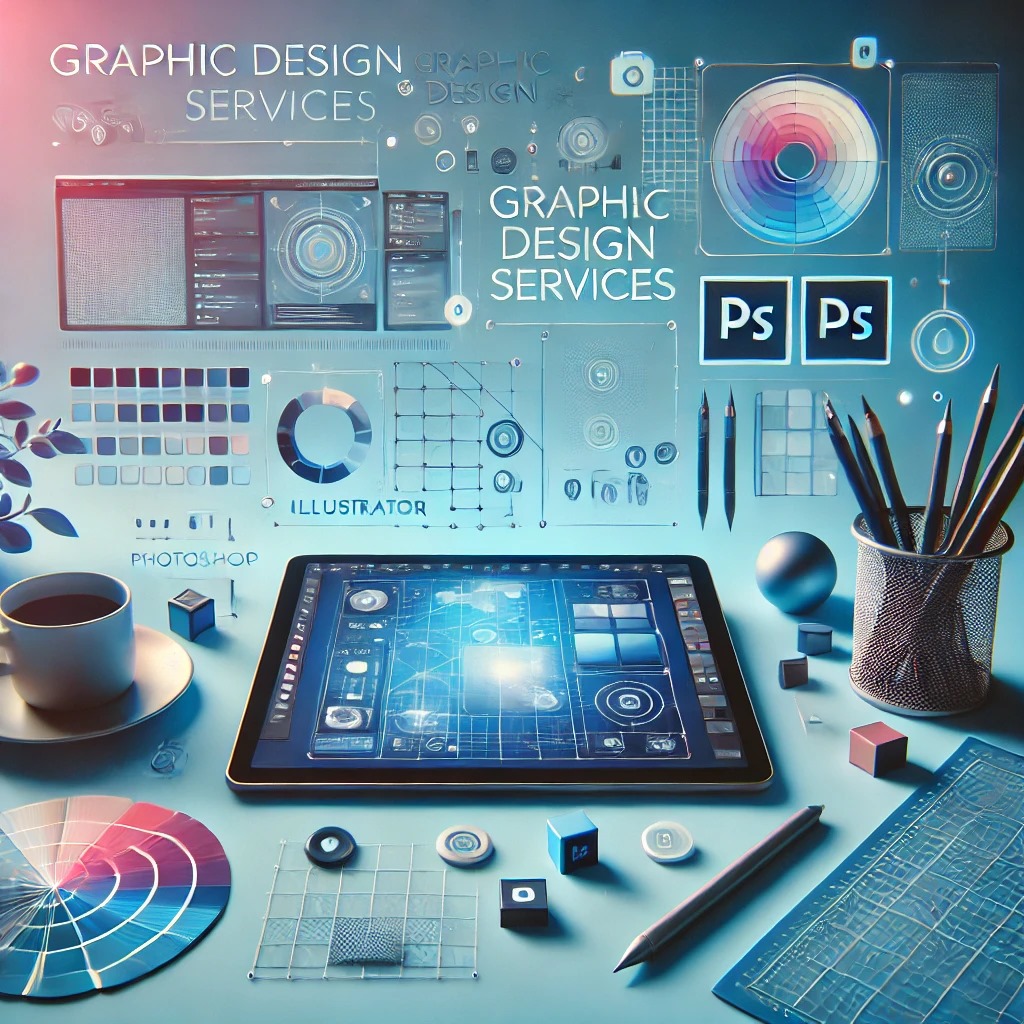 GRAPHIC DESIGN
SERVICES
GRAPHIC
DESIGN
GRAPHIC
DESIGN
SERVICES
Ps
Ps
ILLUSTRATOR
PHOTOSHOP